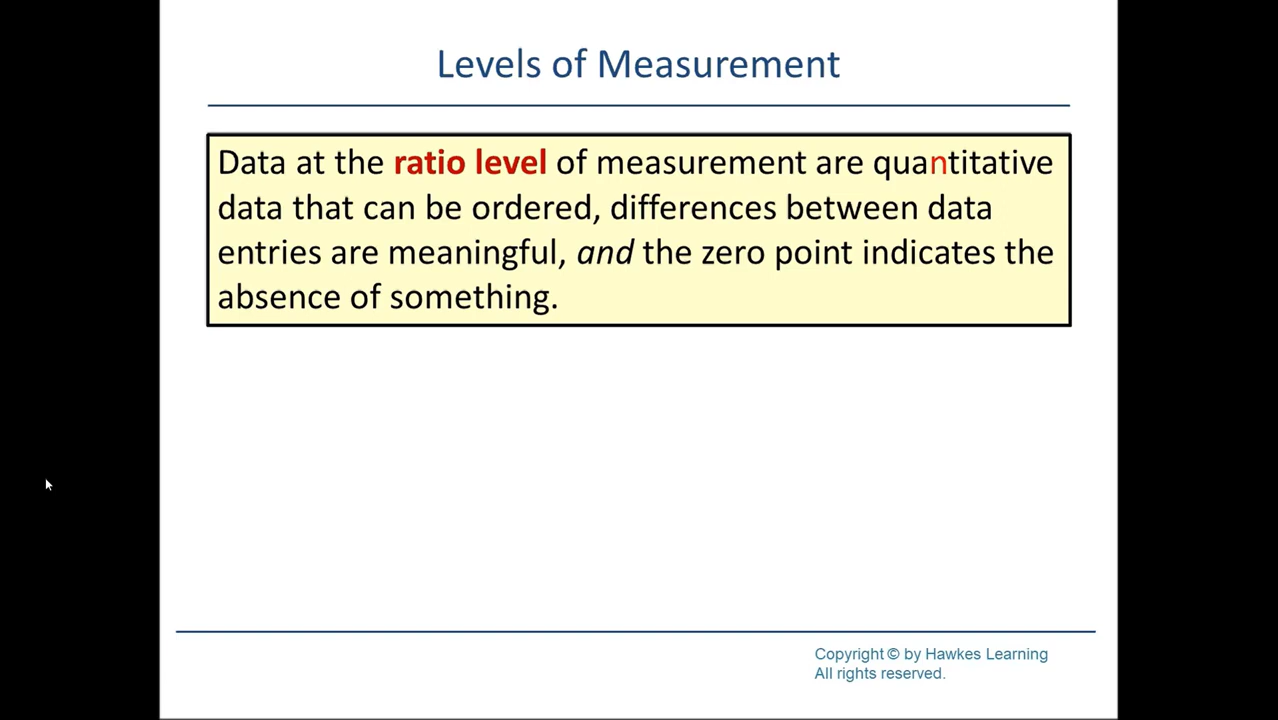 Levels of Measurement
Data at the ratio level of measurement are quantitative
data that can be ordered, differences between data
entries are meaningful, and the zero point indicates the
absence of something.
Copyright © by Hawkes Learning
All rights reserved.